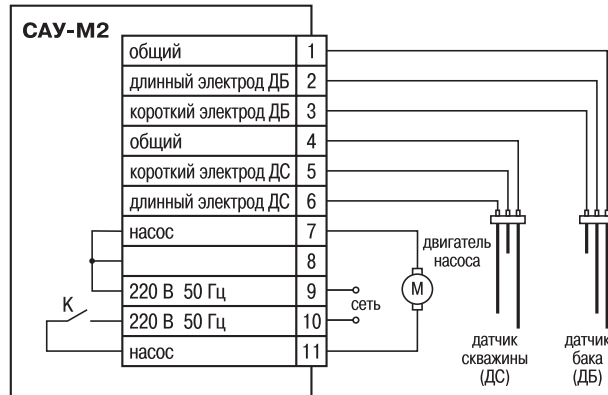 САУ-М2
общий 1
длинный электрод ДБ 2
короткий электрод ДБ 3
общий 4
короткий электрод ДС 5
длинный электрод ДС 6
насос 7
8
220 В 50 Гц 9
220 В 50 Гц 10
насос 11
К
сеть
двигатель
насоса
М
датчик
скважины
(ДС)
датчик
бака
(ДБ)